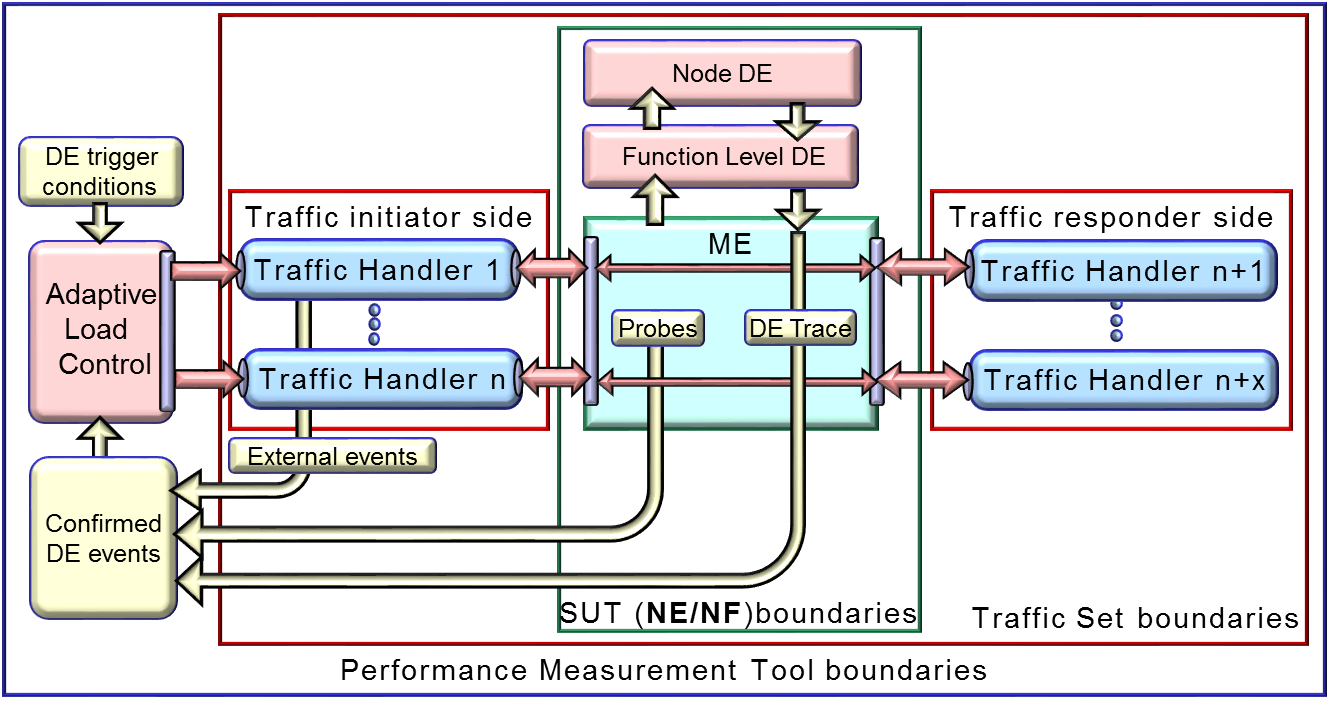 Node DE
Function Level DE
DE trigger
conditions
Traffic initiator side
ME
Traffic responder side
Traffic Handler 1
Traffic Handler n+1
Adaptive
Load
Control
Probes
DE Trace
Traffic Handler n
Traffic Handler n+x
External events
Confirmed
DE events
SUT (NE/NF)boundaries
Traffic Set boundaries
Performance Measurement Tool boundaries